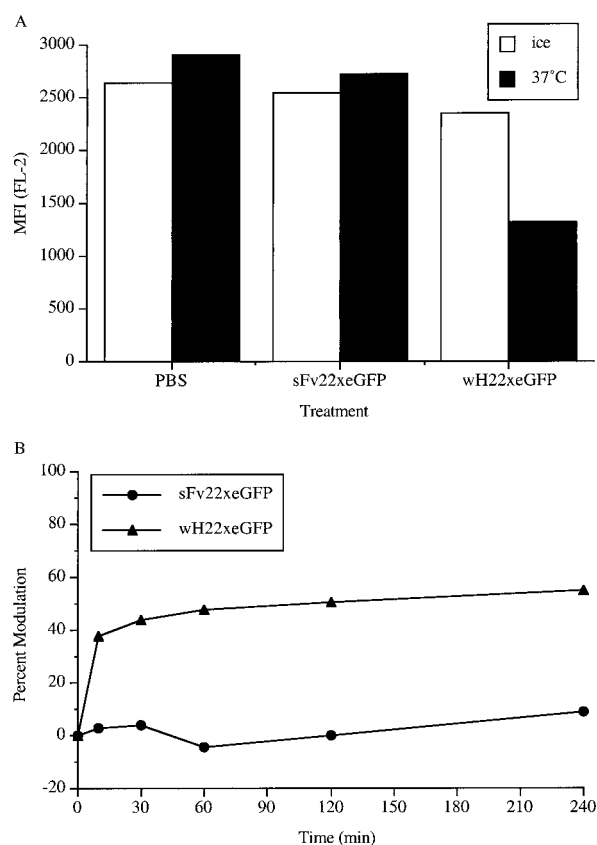 A
3000
2500
2000
1500
1000
500
0
MFI (FL-2)
ice
37°C
PBS
sFv22xeGFP
wH22xeGFP
Treatment
B
100
80
60
40
20
0
-20
Percent Modulation
sFv22xeGFP
wH22xeGFP
0 30 60 90 120 150 180 210 240
Time (min)